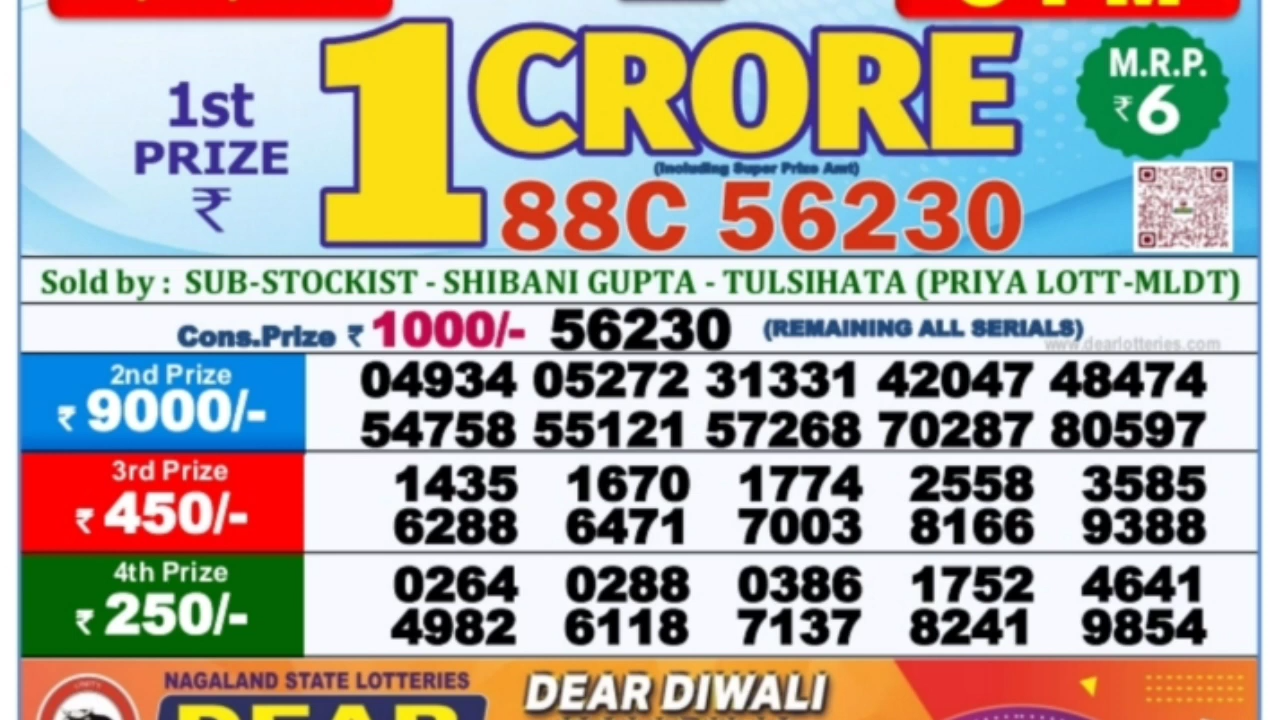 1 CRORE
1st
PRIZE
₹
M.R.P.
₹ 6
(Including Super Prize Amt)
88C 56230
Sold by : SUB-STOCKIST - SHIBANI GUPTA - TULSIHATA (PRIYA LOTT-MLDT)
Cons.Prize ₹ 1000/- 56230 (REMAINING ALL SERIALS)
www.dearlotteries.com
2nd Prize
₹ 9000/-
04934 05272 31331 42047 48474
54758 55121 57268 70287 80597
3rd Prize
₹ 450/-
1435 1670 1774 2558 3585
6288 6471 7003 8166 9388
4th Prize
₹ 250/-
0264 0288 0386 1752 4641
4982 6118 7137 8241 9854
NAGALAND STATE LOTTERIES
DEAR
DEAR DIWALI